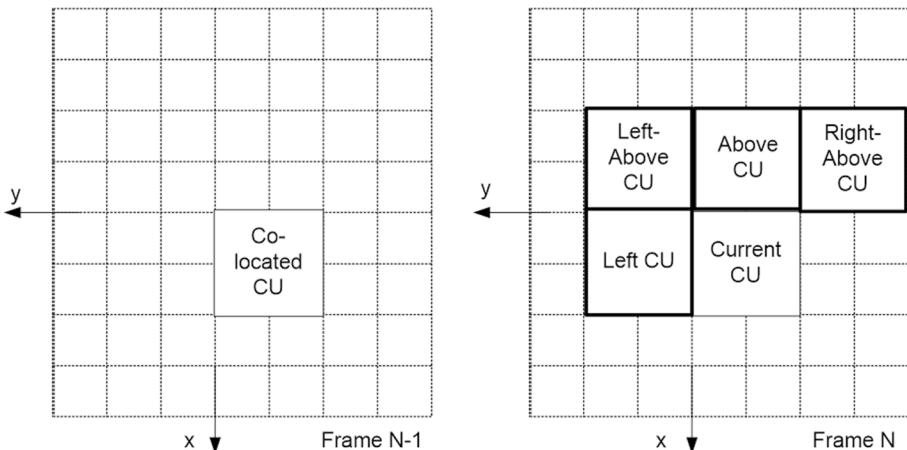 y
Co-
located
CU
x
Frame N-1
Left-
Above
CU
Above
CU
Right-
Above
CU
y
Left CU
Current
CU
x
Frame N